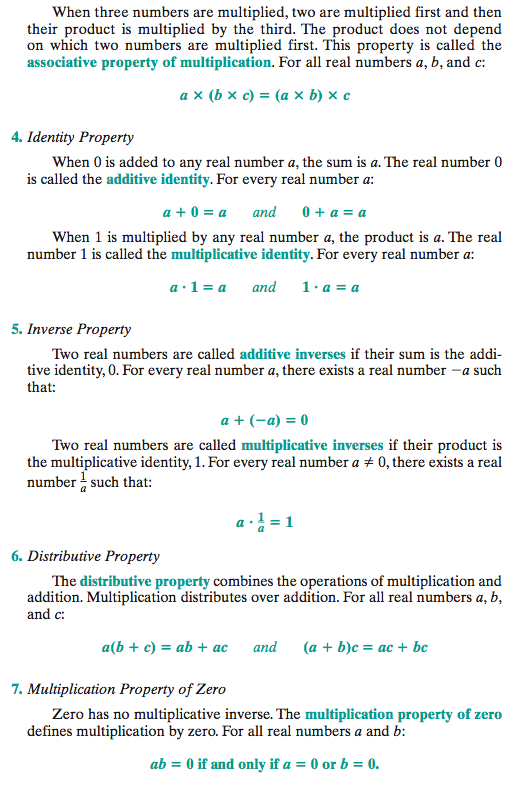 When three numbers are multiplied, two are multiplied first and then
their product is multiplied by the third. The product does not depend
on which two numbers are multiplied first. This property is called the
associative property of multiplication. For all real numbers a, b, and c:
a × (b × c) = (a × b) × c
4. Identity Property
When 0 is added to any real number a, the sum is a. The real number 0
is called the additive identity. For every real number a:
a + 0 = a and 0 + a = a
When 1 is multiplied by any real number a, the product is a. The real
number 1 is called the multiplicative identity. For every real number a:
a · 1 = a and 1 · a = a
5. Inverse Property
Two real numbers are called additive inverses if their sum is the addi-
tive identity, 0. For every real number a, there exists a real number −a such
that:
a + (−a) = 0
Two real numbers are called multiplicative inverses if their product is
the multiplicative identity, 1. For every real number a ≠ 0, there exists a real
number 1/a such that:
a · 1/a = 1
6. Distributive Property
The distributive property combines the operations of multiplication and
addition. Multiplication distributes over addition. For all real numbers a, b,
and c:
a(b + c) = ab + ac and (a + b)c = ac + bc
7. Multiplication Property of Zero
Zero has no multiplicative inverse. The multiplication property of zero
defines multiplication by zero. For all real numbers a and b:
ab = 0 if and only if a = 0 or b = 0.